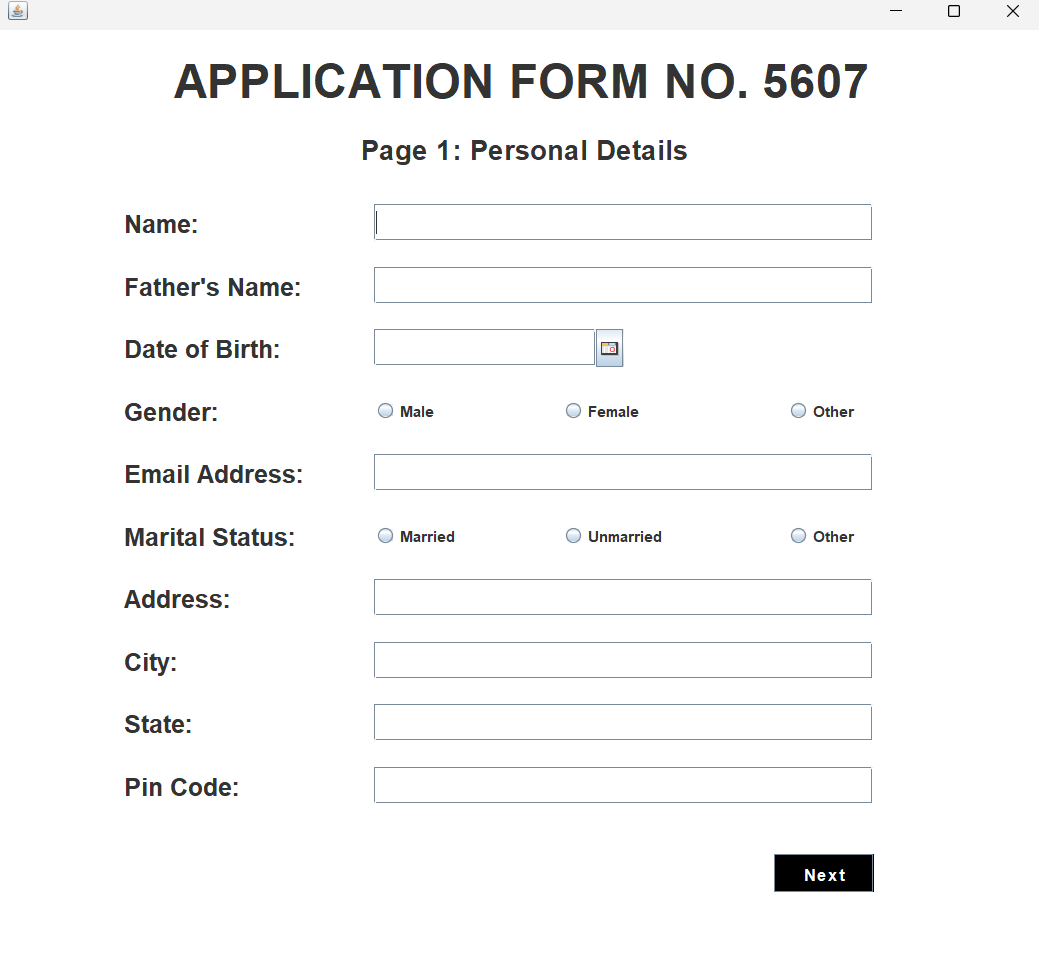 APPLICATION FORM NO. 5607
Page 1: Personal Details
Name:
Father's Name:
Date of Birth:
Gender: Male Female Other
Email Address:
Marital Status: Married Unmarried Other
Address:
City:
State:
Pin Code:
Next